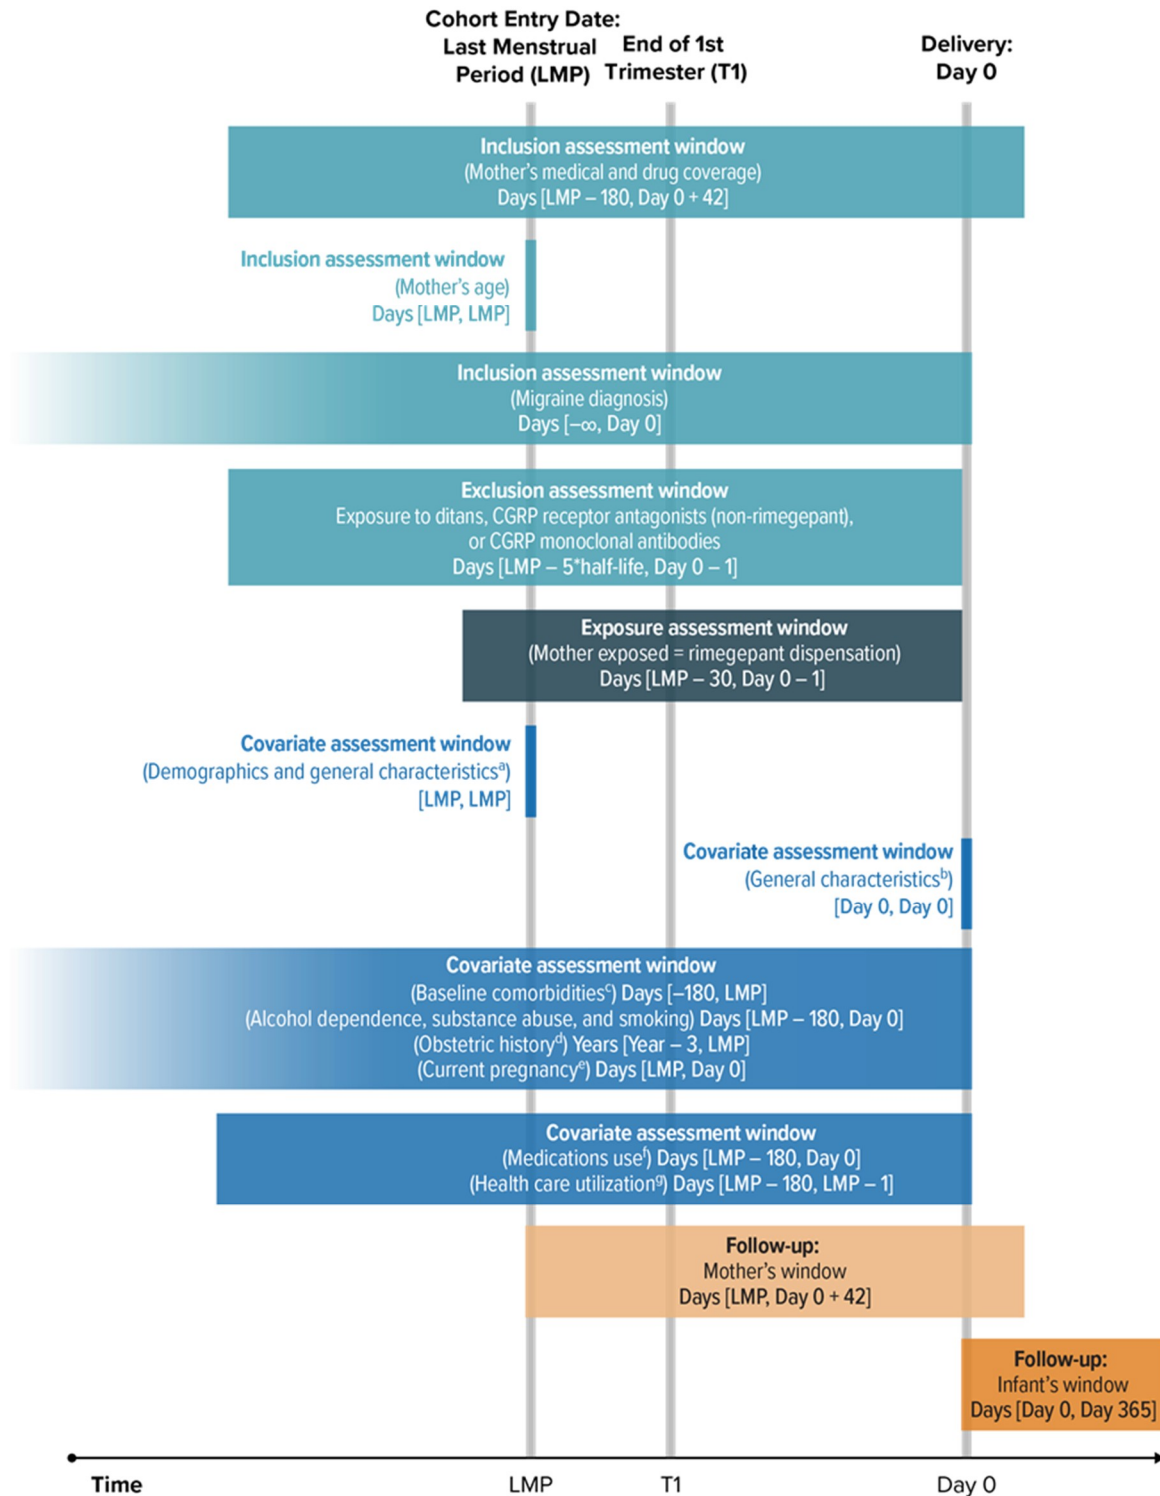 Cohort Entry Date:
Last Menstrual
Period (LMP)
End of 1st
Trimester (T1)
Delivery:
Day 0
Inclusion assessment window
(Mother's medical and drug coverage)
Days [LMP – 180, Day 0 + 42]
Inclusion assessment window
(Mother's age)
Days [LMP, LMP]
Inclusion assessment window
(Migraine diagnosis)
Days [–∞, Day 0]
Exclusion assessment window
Exposure to ditans, CGRP receptor antagonists (non-rimegepant),
or CGRP monoclonal antibodies
Days [LMP – 5*half-life, Day 0 – 1]
Exposure assessment window
(Mother exposed = rimegepant dispensation)
Days [LMP – 30, Day 0 – 1]
Covariate assessment window
(Demographics and general characteristicsᵃ)
[LMP, LMP]
Covariate assessment window
(General characteristicsᵇ)
[Day 0, Day 0]
Covariate assessment window
(Baseline comorbiditiesᶜ) Days [–180, LMP]
(Alcohol dependence, substance abuse, and smoking) Days [LMP – 180, Day 0]
(Obstetric historyᵈ) Years [Year – 3, LMP]
(Current pregnancyᵉ) Days [LMP, Day 0]
Covariate assessment window
(Medications useᶠ) Days [LMP – 180, Day 0]
(Health care utilizationᵍ) Days [LMP – 180, LMP – 1]
Follow-up:
Mother's window
Days [LMP, Day 0 + 42]
Follow-up:
Infant's window
Days [Day 0, Day 365]
Time
LMP
T1
Day 0